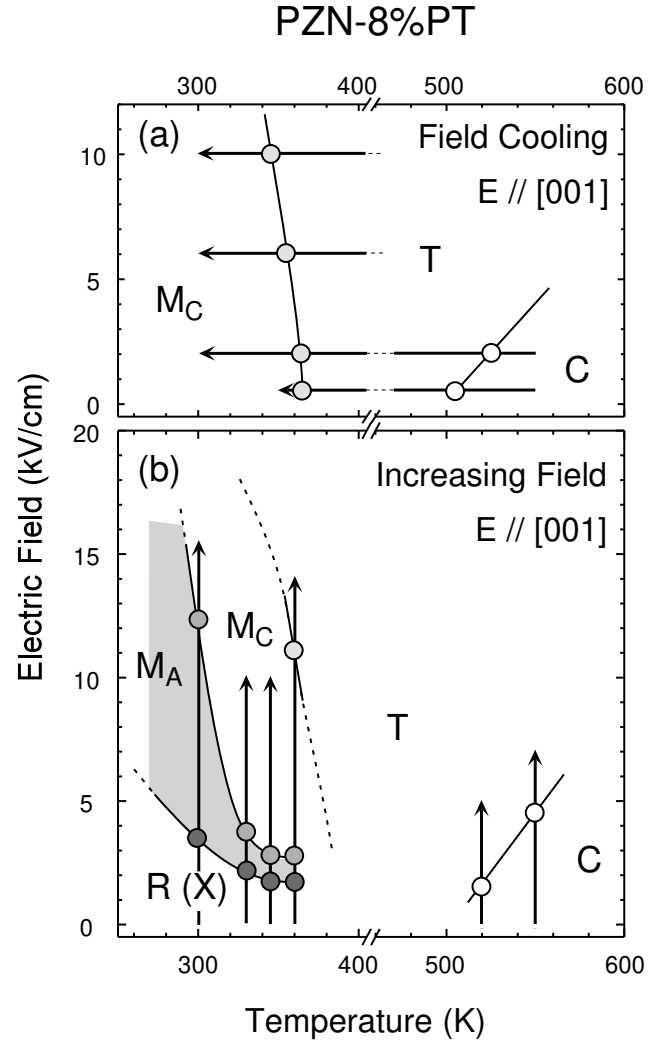 PZN-8%PT
300 400 500 600
(a) Field Cooling
E // [001]
10
T
5
M_C
C
0
Electric Field (kV/cm)
20
(b) Increasing Field
E // [001]
15
M_C
M_A
10
T
5
R (X)
C
0
300 400 500 600
Temperature (K)